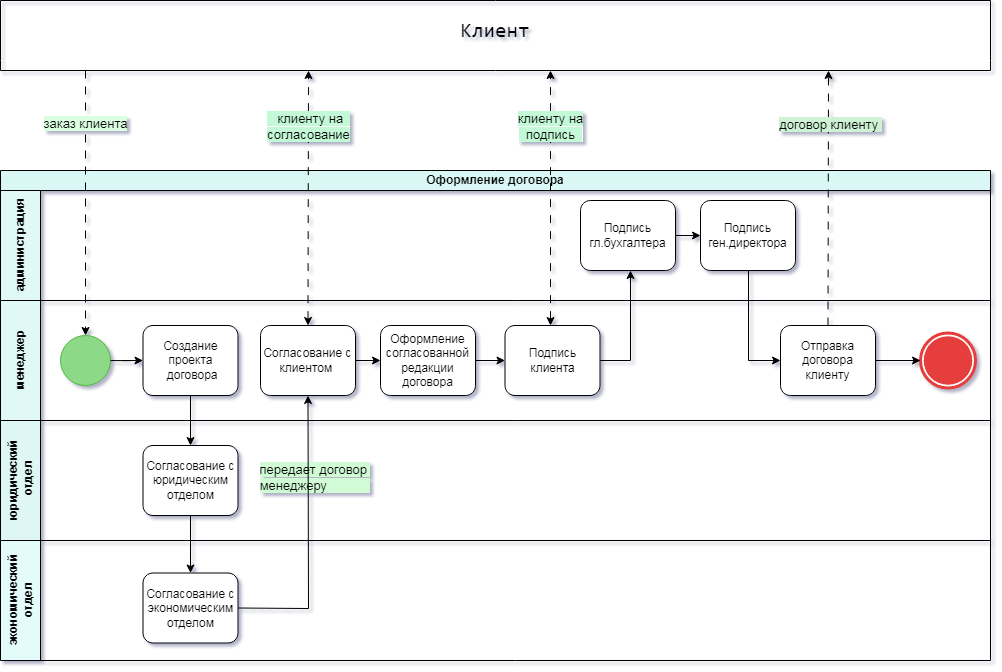 Клиент
заказ клиента
клиенту на
согласование
клиенту на
подпись
договор клиенту
Оформление договора
администрация
Подпись
гл.бухгалтера
Подпись
ген.директора
менеджер
Создание
проекта
договора
Согласование с
клиентом
Оформление
согласованной
редакции
договора
Подпись
клиента
Отправка
договора
клиенту
юридический
отдел
Согласование с
юридическим
отделом
передает договор
менеджеру
экономический
отдел
Согласование с
экономическим
отделом